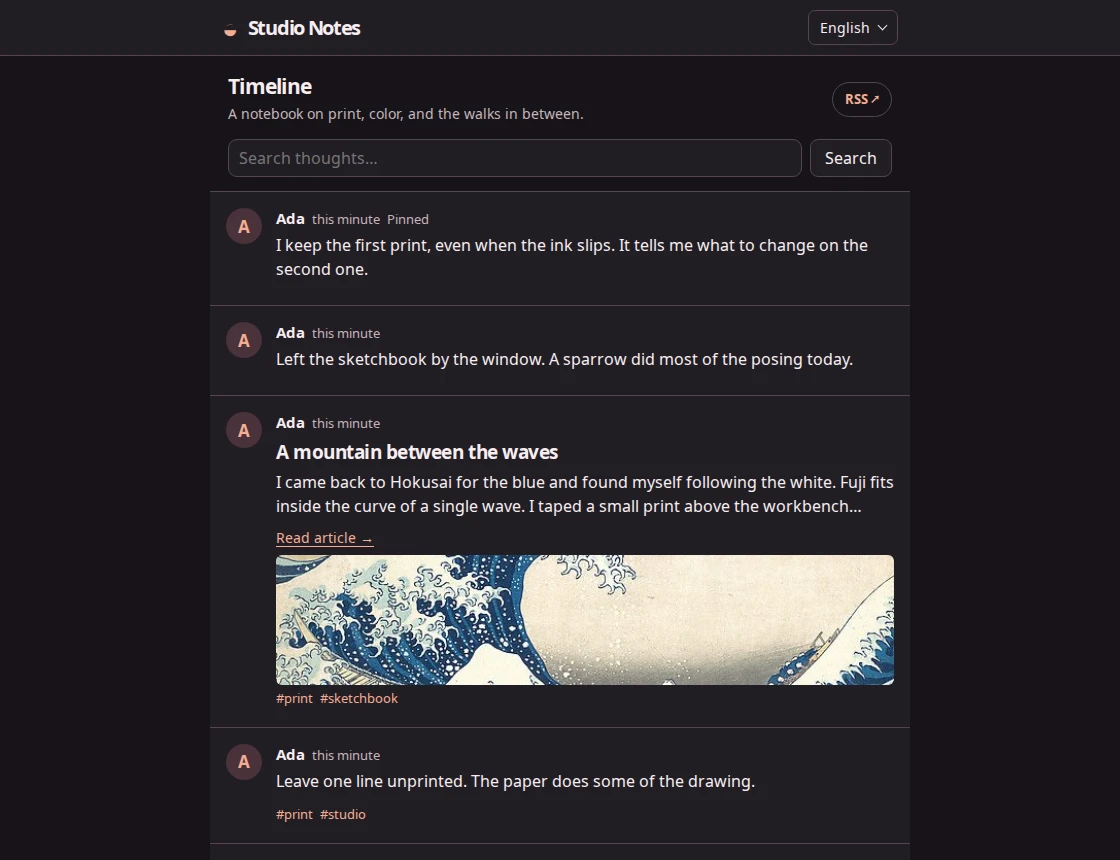 Studio Notes
English
Timeline
A notebook on print, color, and the walks in between.
RSS↗
Search thoughts...
Search
A
Ada this minute Pinned
I keep the first print, even when the ink slips. It tells me what to change on the
second one.
A
Ada this minute
Left the sketchbook by the window. A sparrow did most of the posing today.
A
Ada this minute
A mountain between the waves
I came back to Hokusai for the blue and found myself following the white. Fuji fits
inside the curve of a single wave. I taped a small print above the workbench...
Read article →
#print #sketchbook
A
Ada this minute
Leave one line unprinted. The paper does some of the drawing.
#print #studio